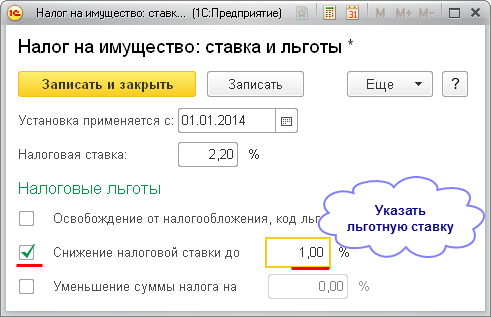 Налог на имущество: ставк... (1С:Предприятие)
M M+ M-
Налог на имущество: ставка и льготы *
Записать и закрыть Записать Еще ?
Установка применяется с: 01.01.2014
Налоговая ставка: 2,20 %
Налоговые льготы
Освобождение от налогообложения, код льг
Снижение налоговой ставки до 1,00 %
Уменьшение суммы налога на 0,00 %
Указать
льготную ставку